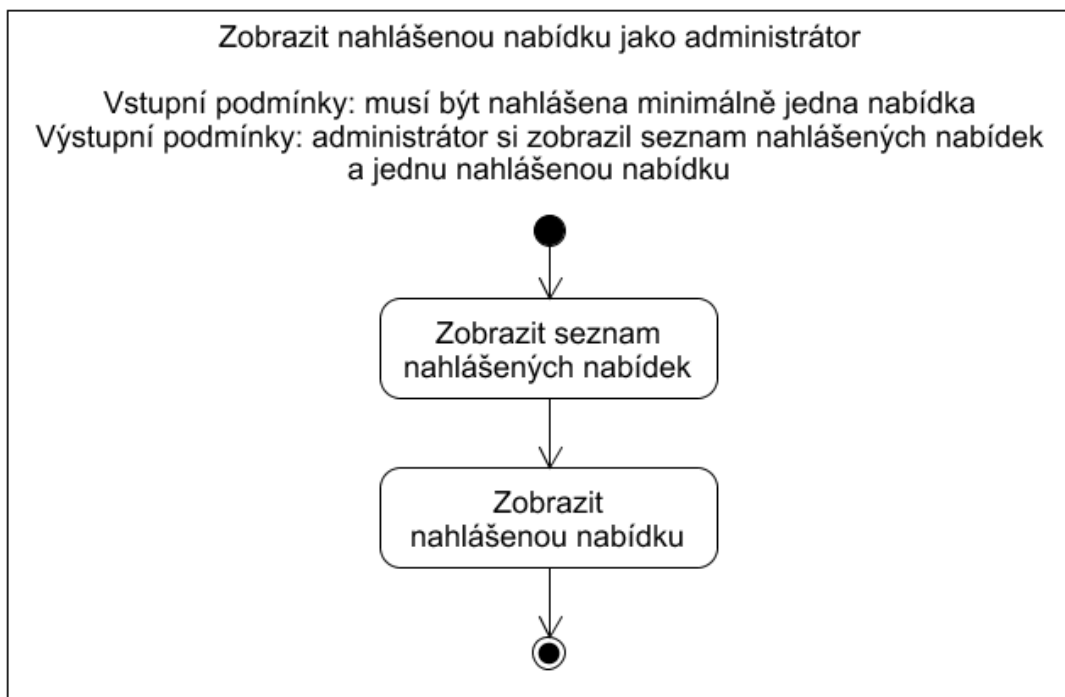 Zobrazit nahlášenou nabídku jako administrátor
Vstupní podmínky: musí být nahlášena minimálně jedna nabídka
Výstupní podmínky: administrátor si zobrazil seznam nahlášených nabídek
a jednu nahlášenou nabídku
Zobrazit seznam
nahlášených nabídek
Zobrazit
nahlášenou nabídku